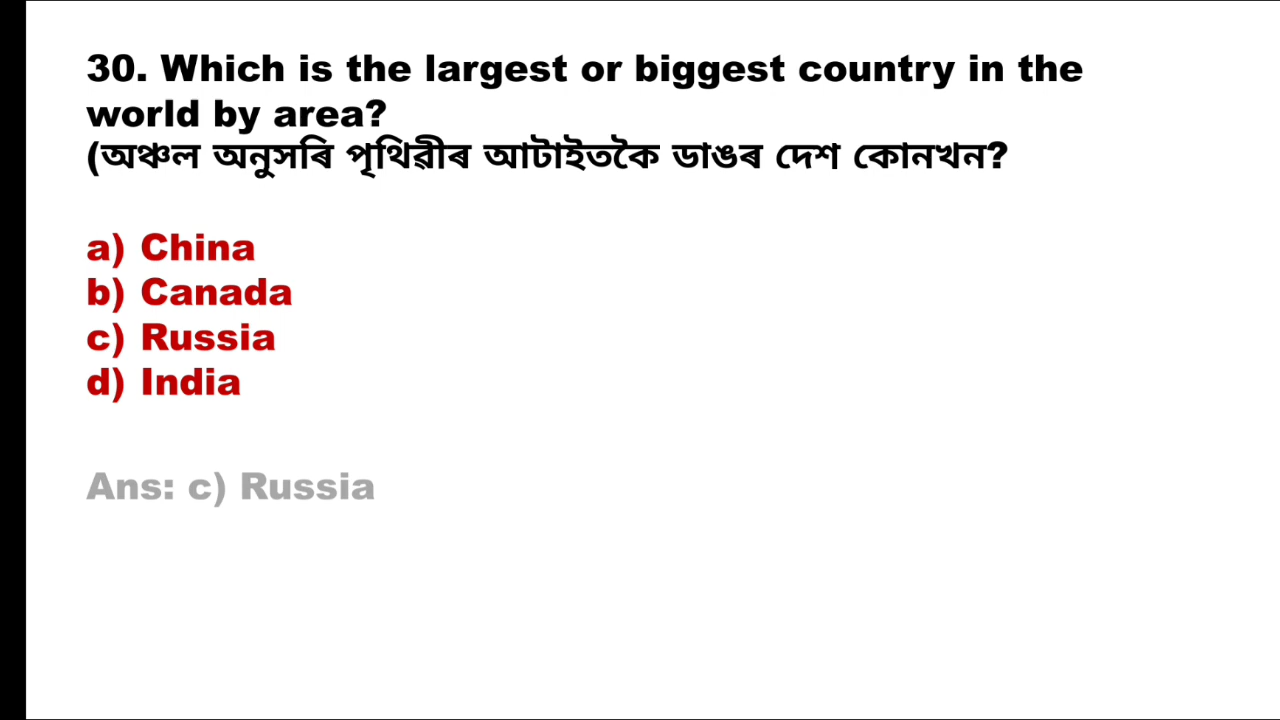 30. Which is the largest or biggest country in the
world by area?
(অঞ্চল অনুসৰি পৃথিৱীৰ আটাইতকৈ ডাঙৰ দেশ কোনখন?
a) China
b) Canada
c) Russia
d) India
Ans: c) Russia